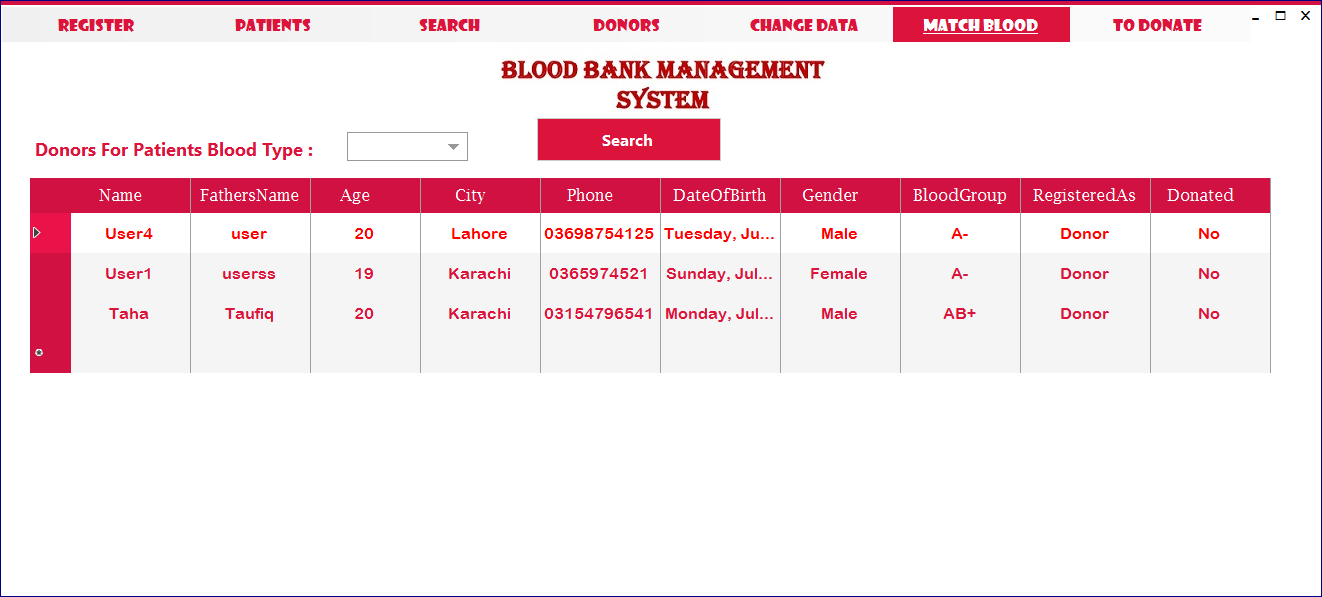 REGISTER PATIENTS SEARCH DONORS CHANGE DATA MATCH BLOOD TO DONATE
BLOOD BANK MANAGEMENT
SYSTEM
Donors For Patients Blood Type : Search
Name FathersName Age City Phone DateOfBirth Gender BloodGroup RegisteredAs Donated
User4 user 20 Lahore 03698754125 Tuesday, Ju... Male A- Donor No
User1 userss 19 Karachi 0365974521 Sunday, Jul... Female A- Donor No
Taha Taufiq 20 Karachi 03154796541 Monday, Jul... Male AB+ Donor No